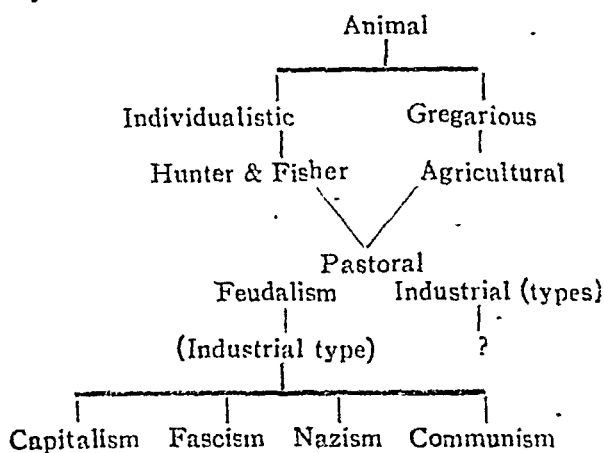 Animal
Individualistic Gregarious
Hunter & Fisher Agricultural
Pastoral
Feudalism Industrial (types)
(Industrial type) ?
Capitalism Fascism Nazism Communism